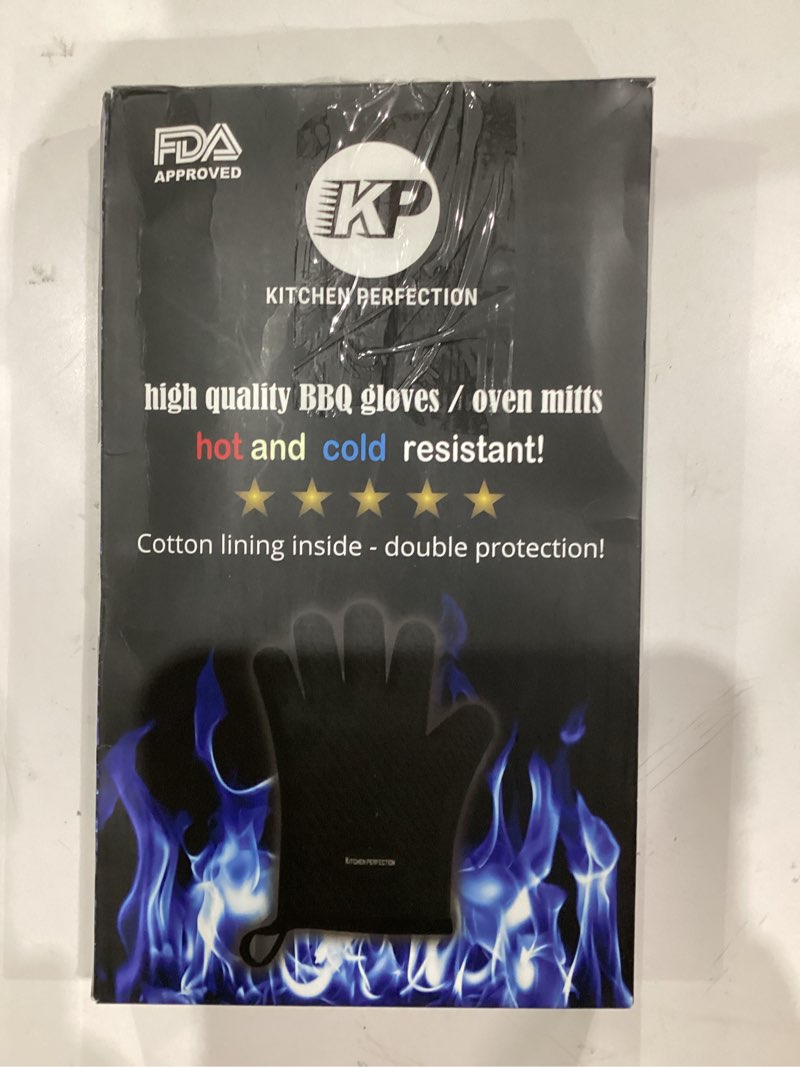 FDA
APPROVED
KP
KITCHEN PERFECTION
high quality BBQ gloves / oven mitts
hot and cold resistant!
Cotton lining inside - double protection!
KITCHEN PERFECTION